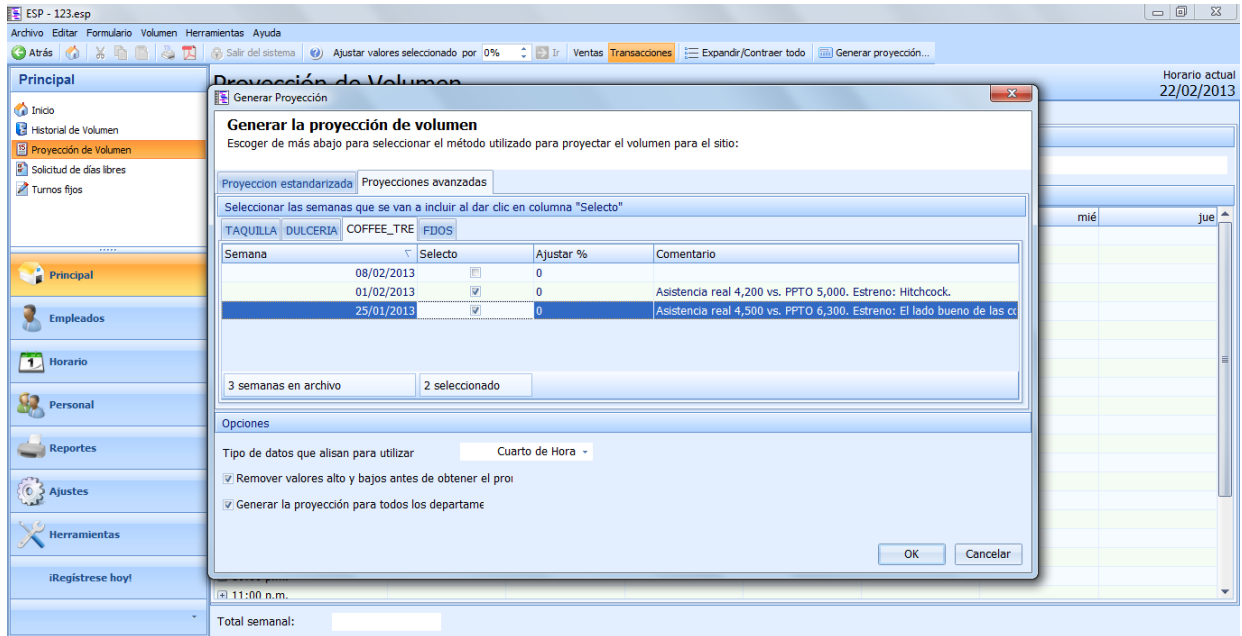 ESP - 123.esp
Archivo Editar Formulario Volumen Herramientas Ayuda
Atrás Salir del sistema Ajustar valores seleccionado por 0% Ir Ventas Transacciones Expandir/Contraer todo Generar proyección...
Principal
Proyección de Volumen
Horario actual
22/02/2013
Inicio
Historial de Volumen
Proyección de Volumen
Solicitud de días libres
Turnos fijos
Principal
Empleados
Horario
Personal
Reportes
Ajustes
Herramientas
¡Regístrese hoy!
Generar Proyección
Generar la proyección de volumen
Escoger de más abajo para seleccionar el método utilizado para proyectar el volumen para el sitio:
Proyeccion estandarizada Proyecciones avanzadas
Seleccionar las semanas que se van a incluir al dar clic en columna "Selecto"
TAQUILLA DULCERIA COFFEE_TRE FIJOS
Semana Selecto Ajustar % Comentario
08/02/2013 0
01/02/2013 0 Asistencia real 4,200 vs. PPTO 5,000. Estreno: Hitchcock.
25/01/2013 0 Asistencia real 4,500 vs. PPTO 6,300. Estreno: El lado bueno de las co
3 semanas en archivo 2 seleccionado
Opciones
Tipo de datos que alisan para utilizar Cuarto de Hora
Remover valores alto y bajos antes de obtener el pro
Generar la proyección para todos los departame
OK Cancelar
mié jue
11:00 p.m.
Total semanal: